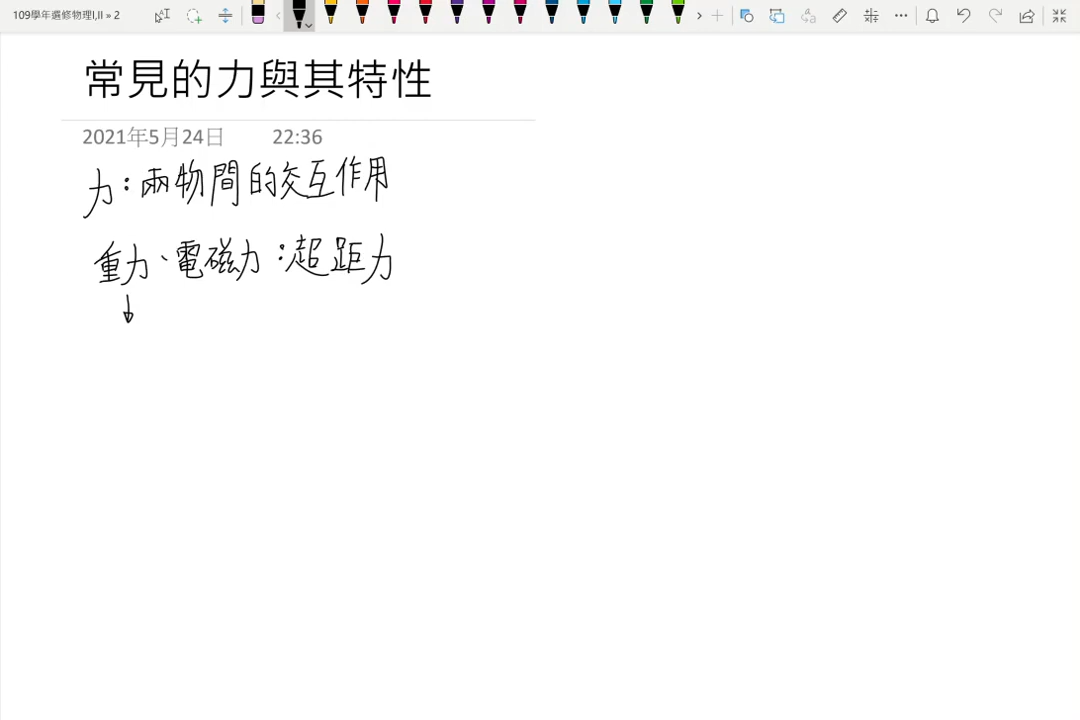 109學年選修物理I,II » 2
常見的力與其特性
2021年5月24日 22:36
力：兩物間的交互作用
重力、電磁力：超距力